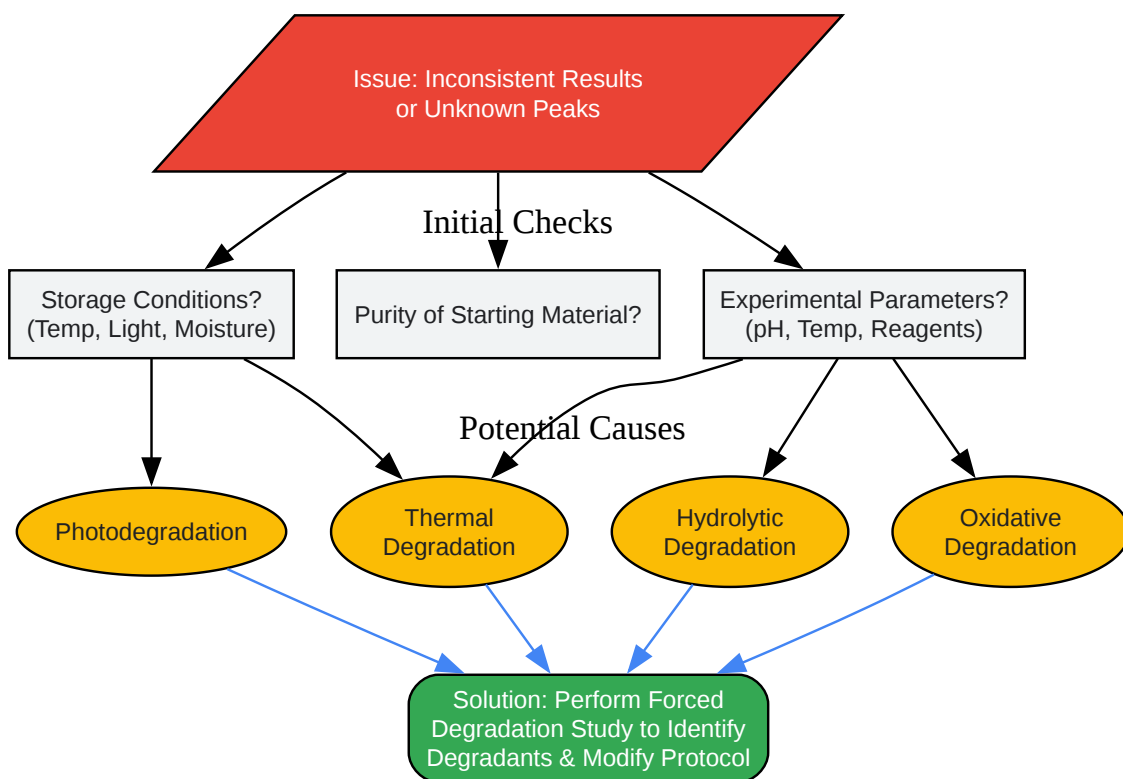 Issue: Inconsistent Results
or Unknown Peaks
Initial Checks
Storage Conditions?
(Temp, Light, Moisture)
Purity of Starting Material?
Experimental Parameters?
(pH, Temp, Reagents)
Potential Causes
Photodegradation
Thermal
Degradation
Hydrolytic
Degradation
Oxidative
Degradation
Solution: Perform Forced
Degradation Study to Identify
Degradants & Modify Protocol